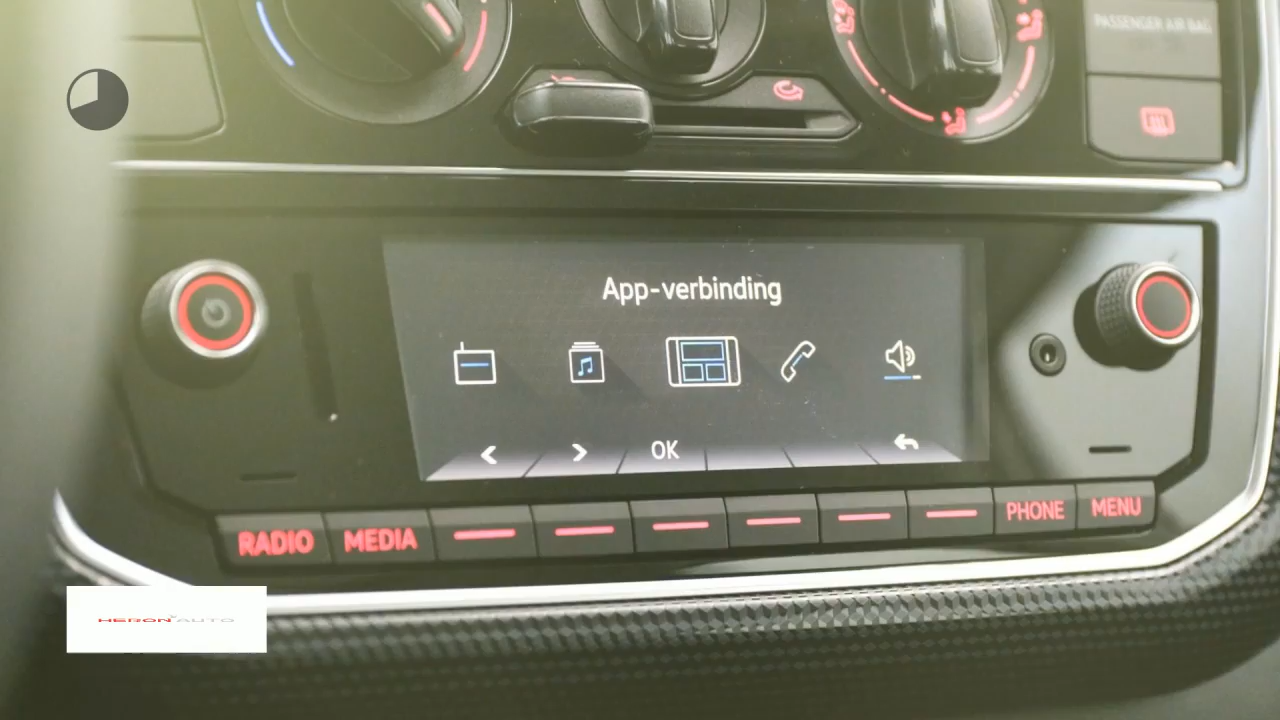 PASSENGER AIR BAG
App-verbinding
OK
RADIO
MEDIA
PHONE
MENU
HERON AUTO